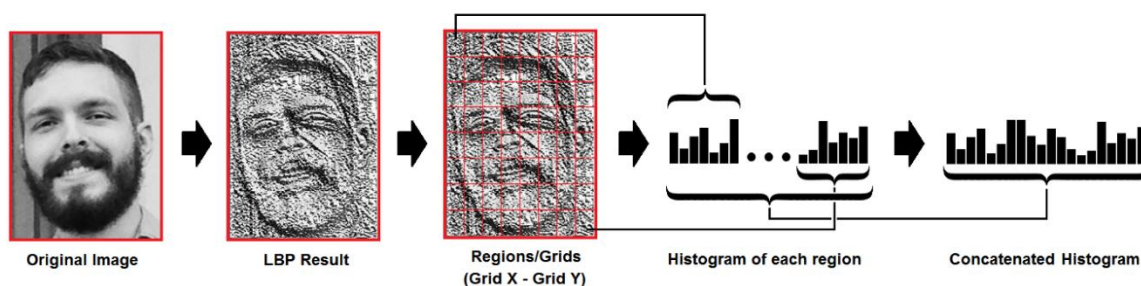 Original Image
LBP Result
Regions/Grids
(Grid X - Grid Y)
Histogram of each region
Concatenated Histogram